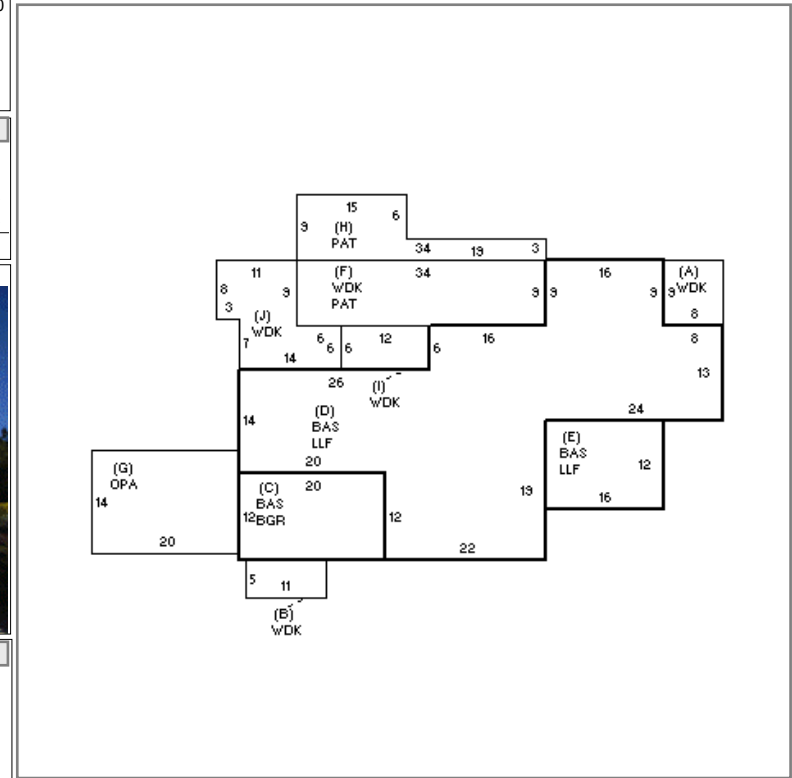 15
6
9
(H)
PAT
34
19
3
11
(F)
WDK
PAT
34
16
(A)
WDK
8
3
9
9
9
9
9
8
(J)
WDK
7
14
6
6
6
12
6
16
8
13
26
(I)
WDK
14
(D)
BAS
LLF
20
24
(E)
BAS
LLF
12
16
(G)
OPA
14
20
(C)
BAS
BGR
20
12
12
19
22
5
11
(B)
WDK